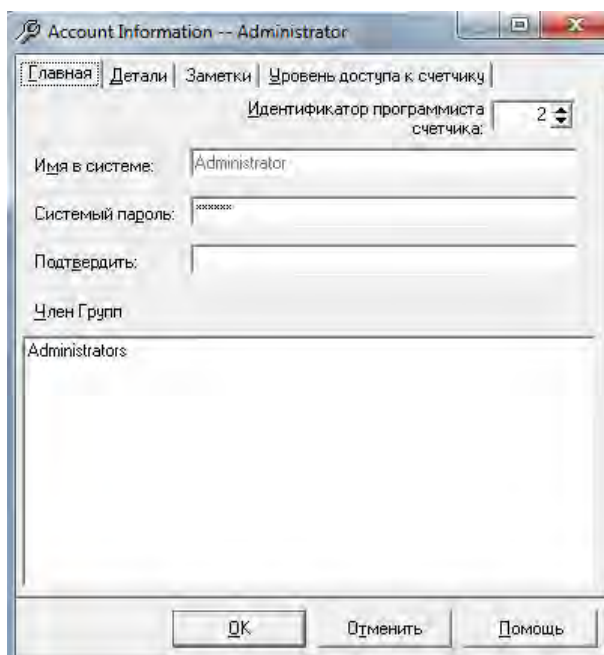 Account Information -- Administrator
Главная Детали Заметки Уровень доступа к счетчику
Идентификатор программиста счетчика: 2
Имя в системе: Administrator
Системый пароль: ××××××
Подтвердить:
Член Групп
Administrators
OK Отменить Помощь